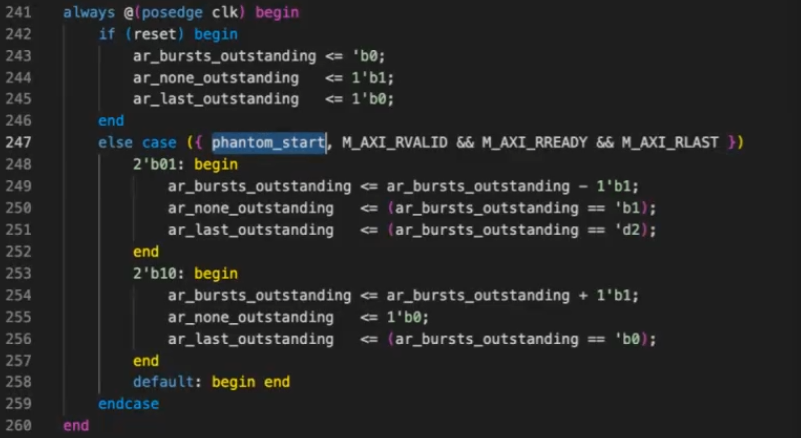 241 always @(posedge clk) begin
242     if (reset) begin
243         ar_bursts_outstanding <= 'b0;
244         ar_none_outstanding   <= 1'b1;
245         ar_last_outstanding   <= 1'b0;
246     end
247     else case ({ phantom_start, M_AXI_RVALID && M_AXI_RREADY && M_AXI_RLAST })
248         2'b01: begin
249             ar_bursts_outstanding <= ar_bursts_outstanding - 1'b1;
250             ar_none_outstanding   <= (ar_bursts_outstanding == 'b1);
251             ar_last_outstanding   <= (ar_bursts_outstanding == 'd2);
252         end
253         2'b10: begin
254             ar_bursts_outstanding <= ar_bursts_outstanding + 1'b1;
255             ar_none_outstanding   <= 1'b0;
256             ar_last_outstanding   <= (ar_bursts_outstanding == 'b0);
257         end
258         default: begin end
259     endcase
260 end